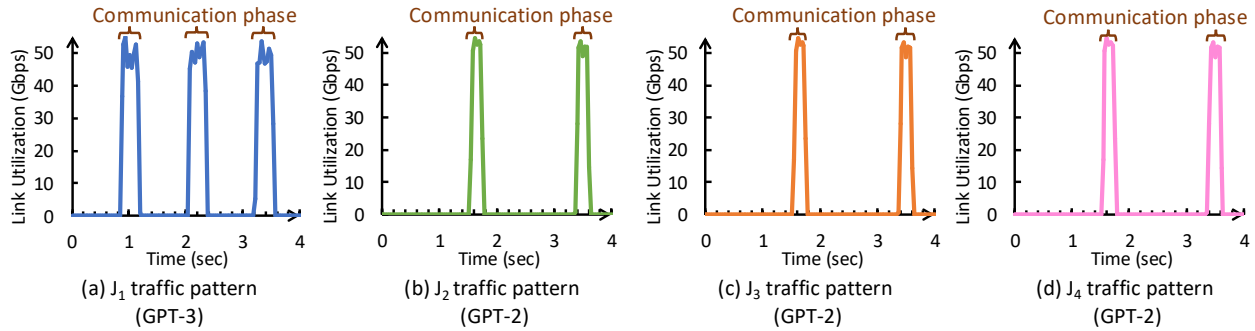 Communication phase
Link Utilization (Gbps)
50
40
30
20
10
0
0 1 2 3 4
Time (sec)
(a) J1 traffic pattern
(GPT-3)
Communication phase
Link Utilization (Gbps)
50
40
30
20
10
0
0 1 2 3 4
Time (sec)
(b) J2 traffic pattern
(GPT-2)
Communication phase
Link Utilization (Gbps)
50
40
30
20
10
0
0 1 2 3 4
Time (sec)
(c) J3 traffic pattern
(GPT-2)
Communication phase
Link Utilization (Gbps)
50
40
30
20
10
0
0 1 2 3 4
Time (sec)
(d) J4 traffic pattern
(GPT-2)